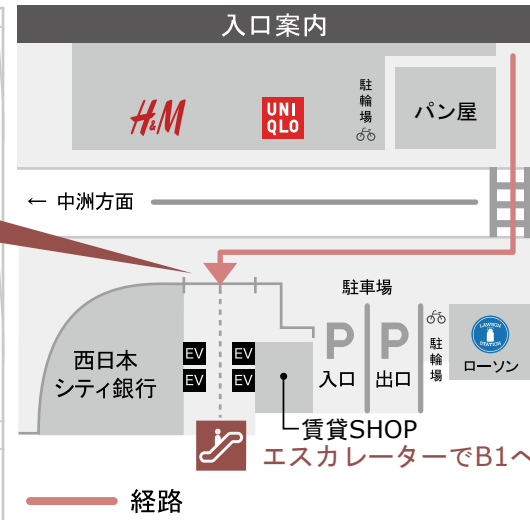 入口案内
H&M
UNI
QLO
駐輪場
パン屋
← 中洲方面
駐車場
西日本
シティ銀行
EV
EV
EV
EV
P
入口
P
出口
駐輪場
LAWSON
STATION
ローソン
賃貸SHOP
エスカレーターでB1へ
経路